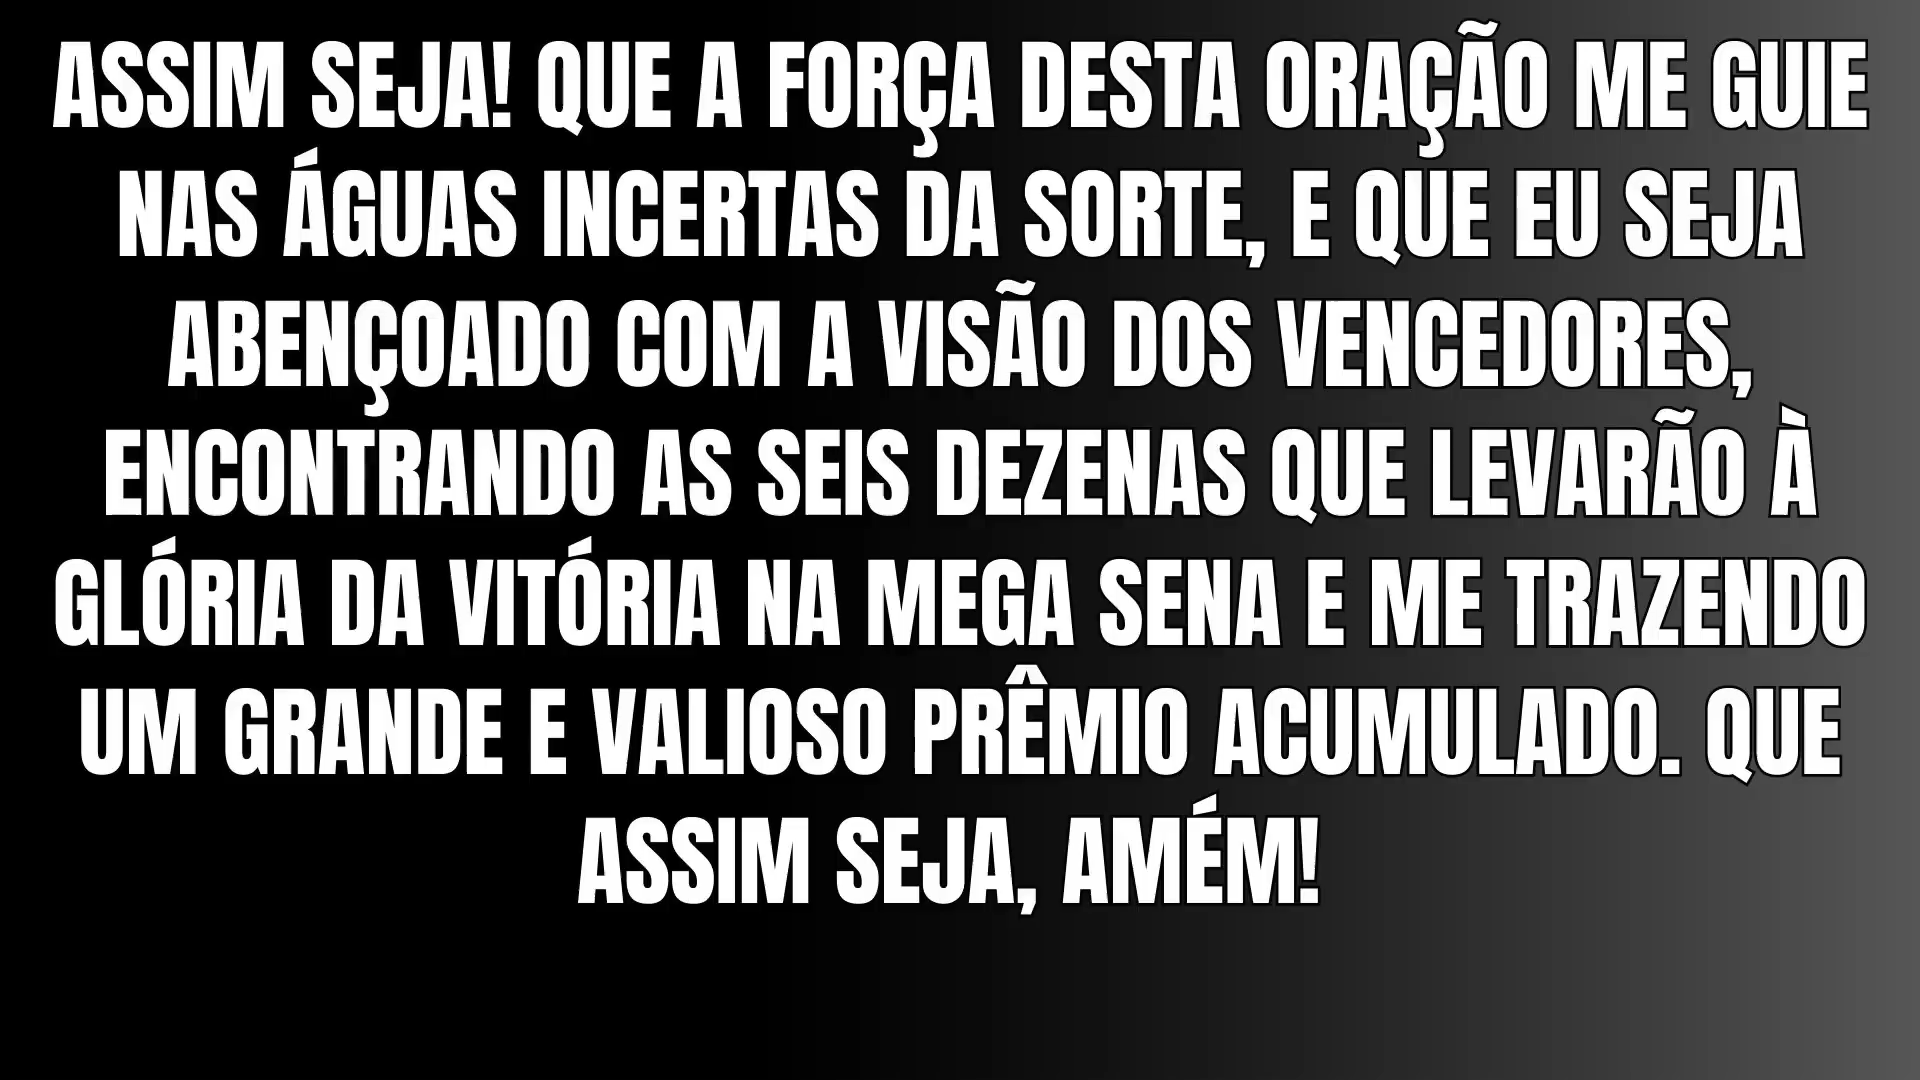 ASSIM SEJA! QUE A FORÇA DESTA ORAÇÃO ME GUIE
NAS ÁGUAS INCERTAS DA SORTE, E QUE EU SEJA
ABENÇOADO COM A VISÃO DOS VENCEDORES,
ENCONTRANDO AS SEIS DEZENAS QUE LEVARÃO À
GLÓRIA DA VITÓRIA NA MEGA SENA E ME TRAZENDO
UM GRANDE E VALIOSO PRÊMIO ACUMULADO. QUE
ASSIM SEJA, AMÉM!